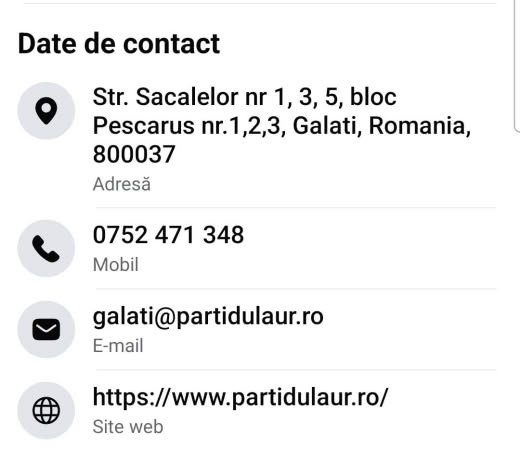 Date de contact
Str. Sacalelor nr 1, 3, 5, bloc
Pescarus nr.1,2,3, Galati, Romania,
800037
Adresă
0752 471 348
Mobil
galati@partidulaur.ro
E-mail
https://www.partidulaur.ro/
Site web